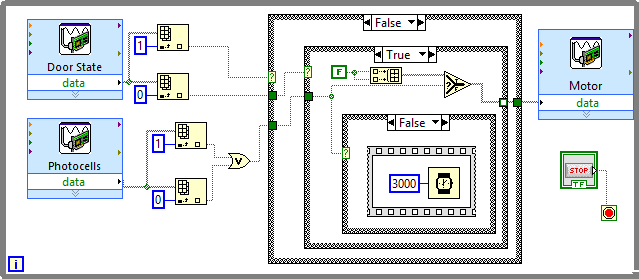 False
Door State
data
1
0
True
F
T
F
Motor
data
False
Photocells
data
1
0
V
3000
STOP
TF
i